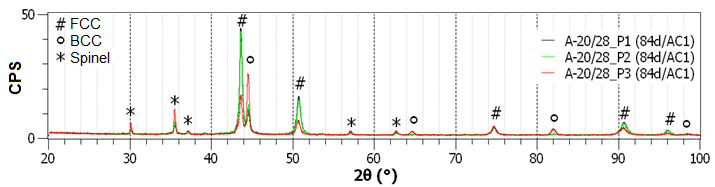 50
# FCC
o BCC
* Spinel
A-20/28_P1 (84d/AC1)
A-20/28_P2 (84d/AC1)
A-20/28_P3 (84d/AC1)
CPS
# o # # o # # o
* * * * * o
0
20 30 40 50 60 70 80 90 100
2θ (°)